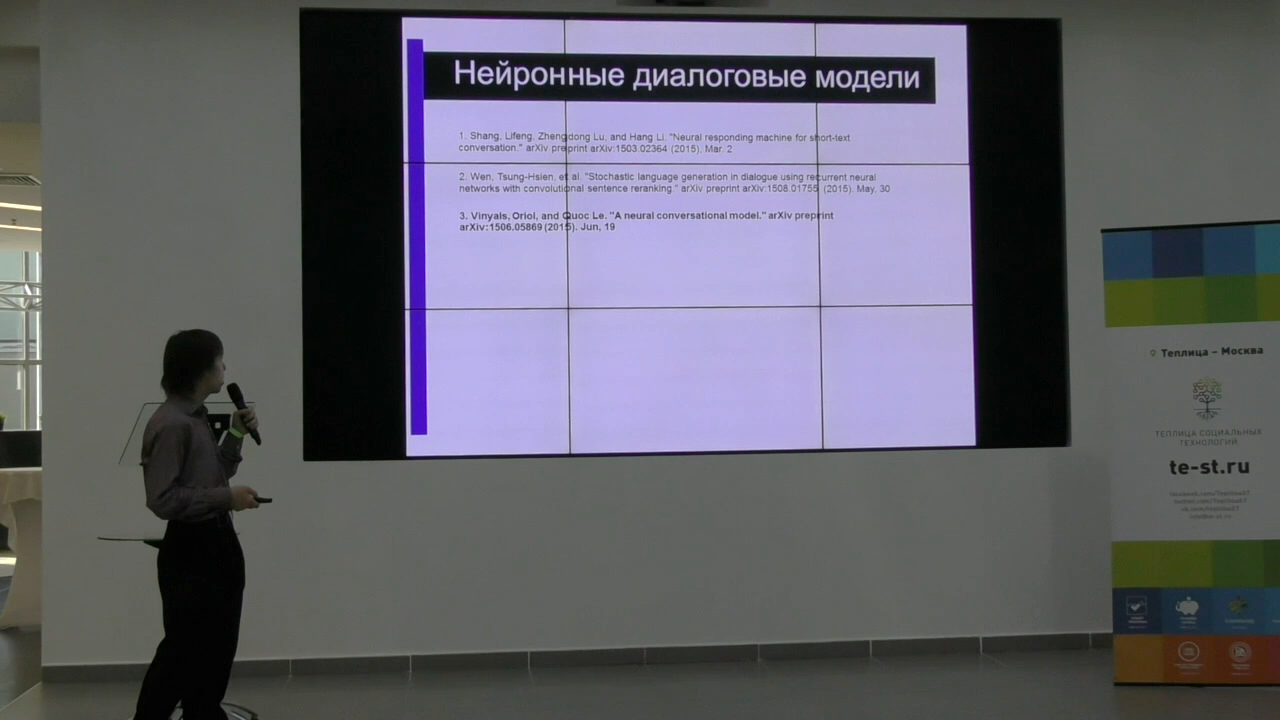 Нейронные диалоговые модели
1. Shang, Lifeng, Zhengdong Lu, and Hang Li. "Neural responding machine for short-text
conversation." arXiv preprint arXiv:1503.02364 (2015). Mar. 2
2. Wen, Tsung-Hsien, et al. "Stochastic language generation in dialogue using recurrent neural
networks with convolutional sentence reranking." arXiv preprint arXiv:1508.01755 (2015). May, 30
3. Vinyals, Oriol, and Quoc Le. "A neural conversational model." arXiv preprint
arXiv:1506.05869 (2015). Jun, 19
Теплица – Москва
ТЕПЛИЦА СОЦИАЛЬНЫХ
ТЕХНОЛОГИЙ
te-st.ru